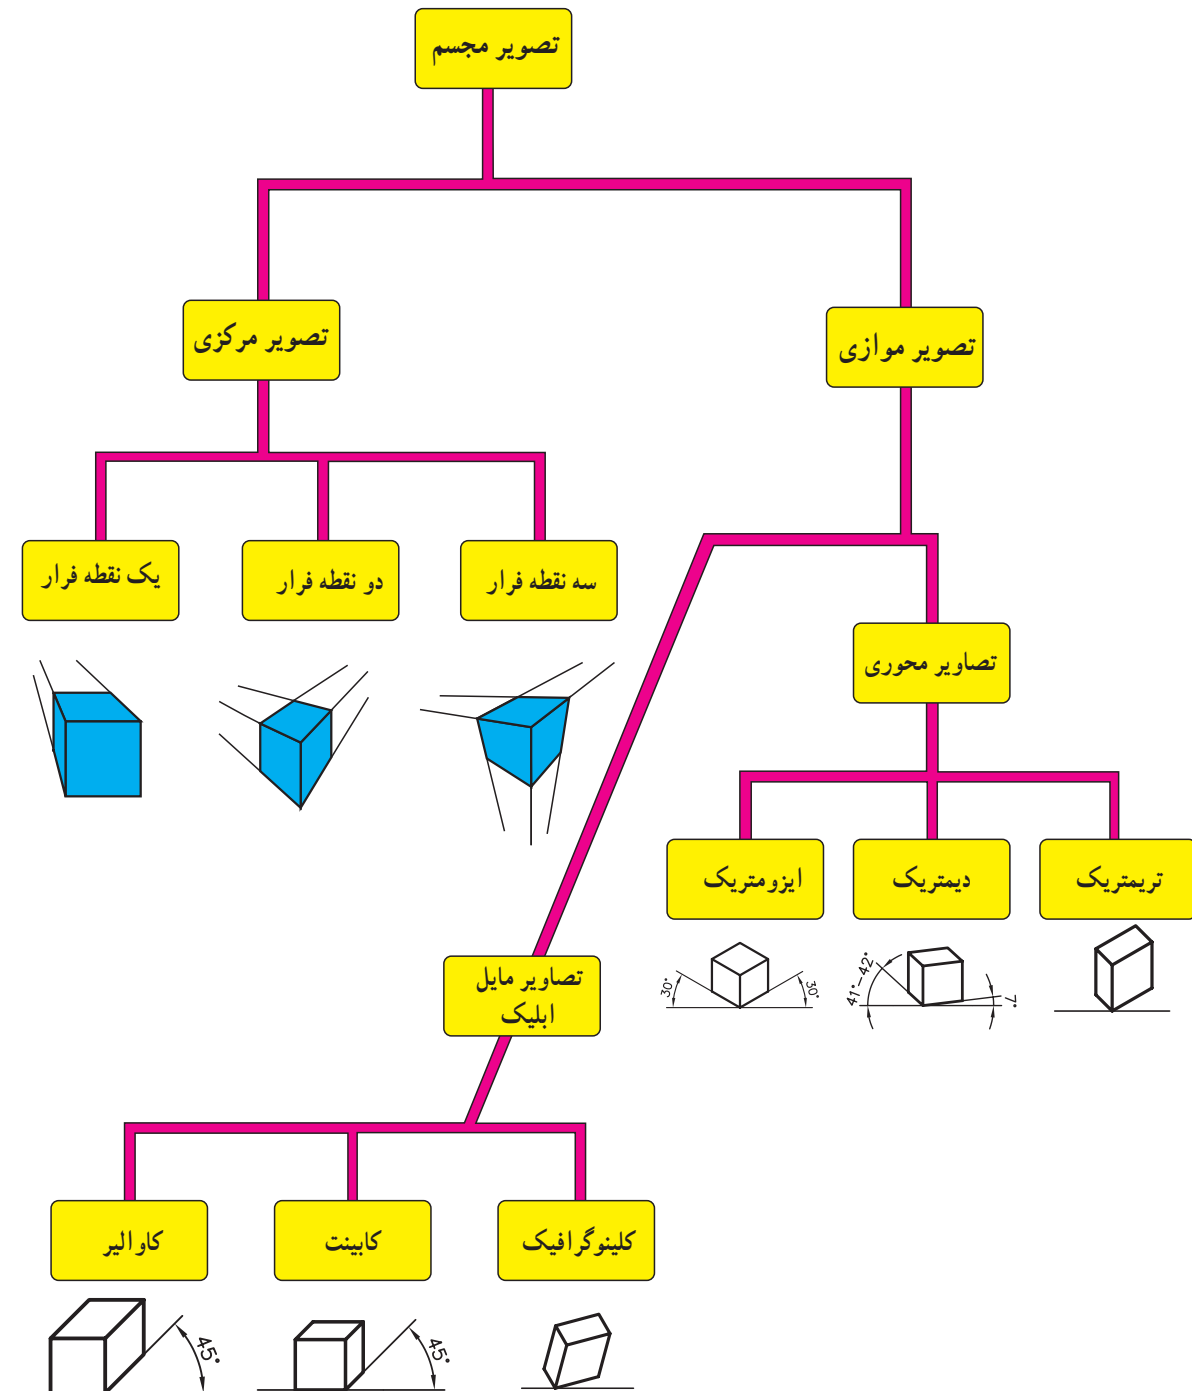 تصویر مجسم
تصویر مرکزی
تصویر موازی
یک نقطه فرار
دو نقطه فرار
سه نقطه فرار
تصاویر محوری
ایزومتریک
دیمتریک
تریمتریک
30°
30°
41°-42°
7°
تصاویر مایل
ابلیک
کاوالیر
کابینت
کلینوگرافیک
45°
45°